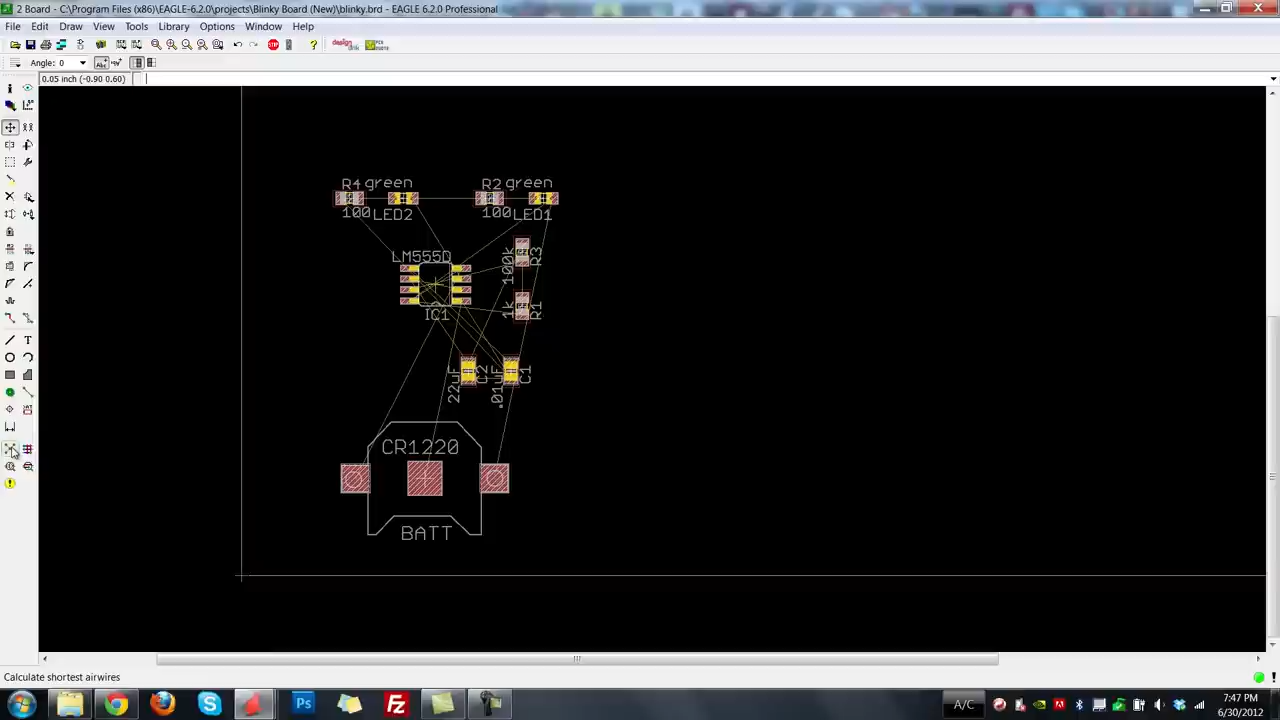 2 Board - C:\Program Files (x86)\EAGLE-6.2.0\projects\Blinky Board (New)\blinky.brd - EAGLE 6.2.0 Professional
File Edit Draw View Tools Library Options Window Help
Angle: 0
0.05 inch (-0.90 0.60)
R4 green R2 green
100 LED2 100 LED1
LM555D
100k R3
IC1
1k R1
22uF C2 .01uF C1
CR1220
BATT
Calculate shortest airwires
A/C
7:47 PM
6/30/2012